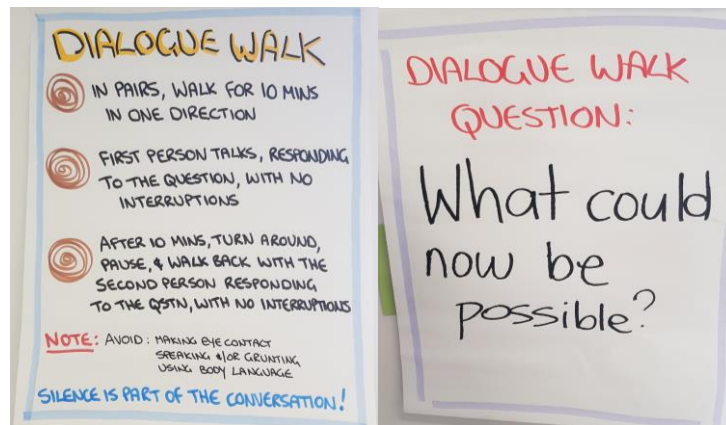 DIALOGUE WALK
IN PAIRS, WALK FOR 10 MINS
IN ONE DIRECTION
FIRST PERSON TALKS, RESPONDING
TO THE QUESTION, WITH NO
INTERRUPTIONS
AFTER 10 MINS, TURN AROUND,
PAUSE, & WALK BACK WITH THE
SECOND PERSON RESPONDING
TO THE QSTN, WITH NO INTERRUPTIONS
NOTE: AVOID: MAKING EYE CONTACT
SPEAKING &/OR GRUNTING
USING BODY LANGUAGE
SILENCE IS PART OF THE CONVERSATION!
DIALOGUE WALK
QUESTION:
What could
now be
possible?